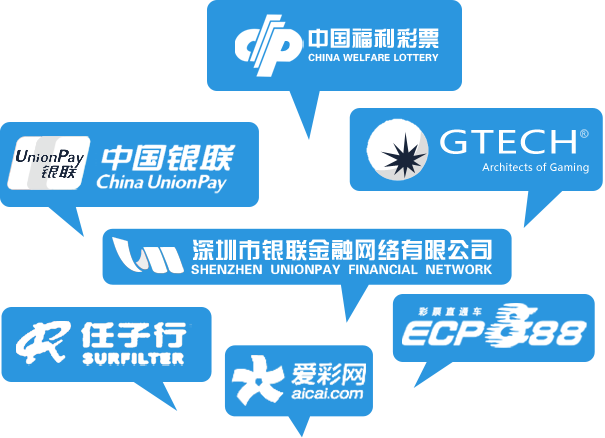 中国福利彩票
CHINA WELFARE LOTTERY
UnionPay
银联
中国银联
China UnionPay
GTECH®
Architects of Gaming
深圳市银联金融网络有限公司
SHENZHEN UNIONPAY FINANCIAL NETWORK
任子行
SURFILTER
彩票直通车
ECP888
爱彩网
aicai.com